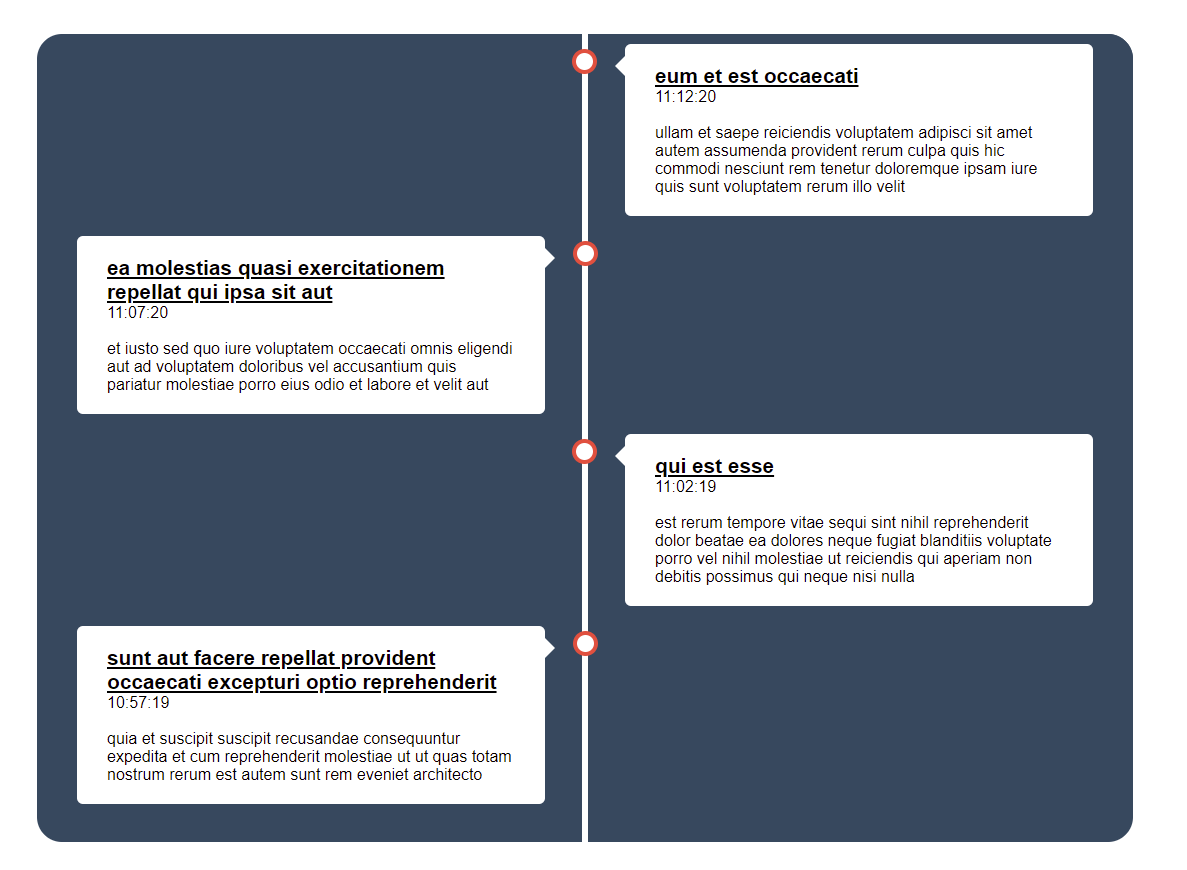 eum et est occaecati
11:12:20
ullam et saepe reiciendis voluptatem adipisci sit amet
autem assumenda provident rerum culpa quis hic
commodi nesciunt rem tenetur doloremque ipsam iure
quis sunt voluptatem rerum illo velit
ea molestias quasi exercitationem
repellat qui ipsa sit aut
11:07:20
et iusto sed quo iure voluptatem occaecati omnis eligendi
aut ad voluptatem doloribus vel accusantium quis
pariatur molestiae porro eius odio et labore et velit aut
qui est esse
11:02:19
est rerum tempore vitae sequi sint nihil reprehenderit
dolor beatae ea dolores neque fugiat blanditiis voluptate
porro vel nihil molestiae ut reiciendis qui aperiam non
debitis possimus qui neque nisi nulla
sunt aut facere repellat provident
occaecati excepturi optio reprehenderit
10:57:19
quia et suscipit suscipit recusandae consequuntur
expedita et cum reprehenderit molestiae ut ut quas totam
nostrum rerum est autem sunt rem eveniet architecto